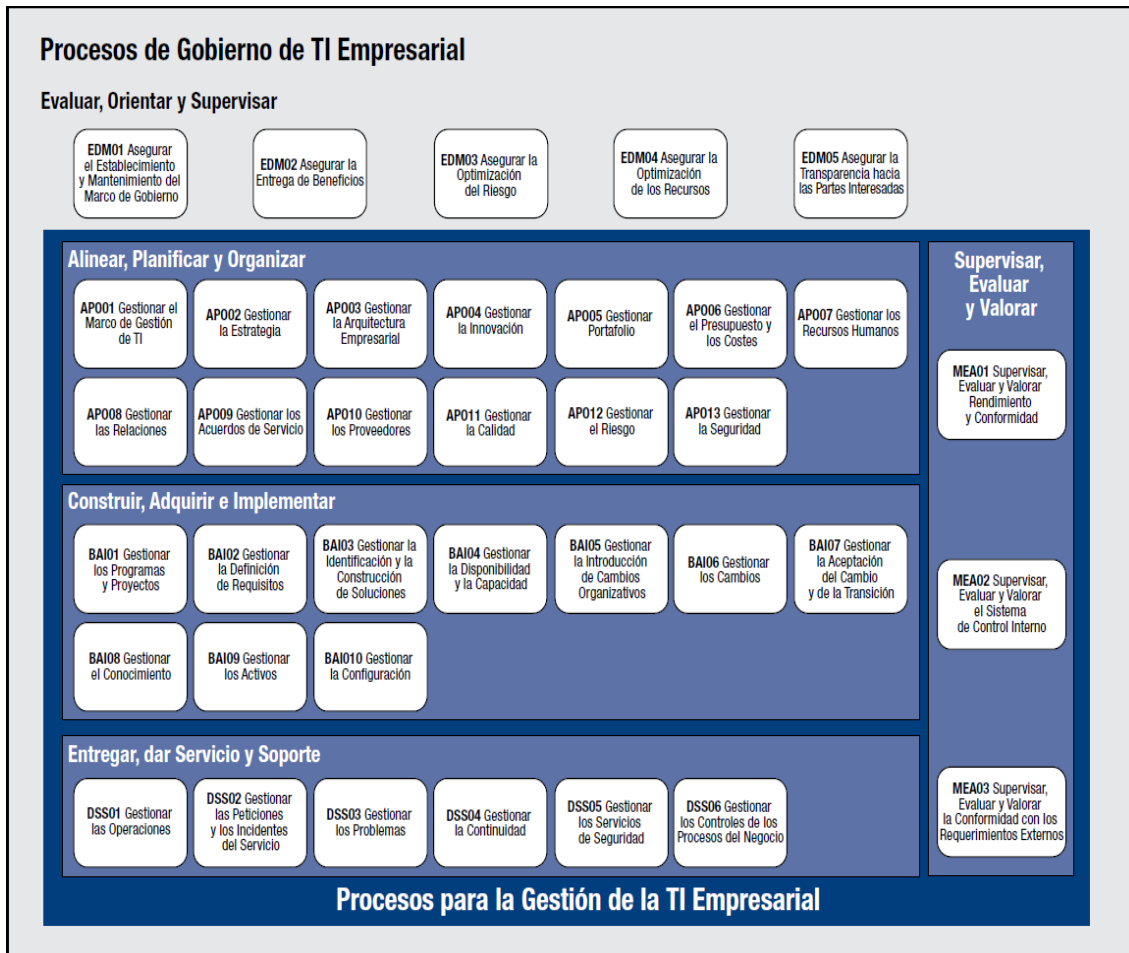 Procesos de Gobierno de TI Empresarial
Evaluar, Orientar y Supervisar
EDM01 Asegurar
el Establecimiento
y Mantenimiento del
Marco de Gobierno
EDM02 Asegurar la
Entrega de Beneficios
EDM03 Asegurar la
Optimización
del Riesgo
EDM04 Asegurar la
Optimización
de los Recursos
EDM05 Asegurar la
Transparencia hacia
las Partes Interesadas
Alinear, Planificar y Organizar
APO01 Gestionar el
Marco de Gestión
de TI
APO02 Gestionar
la Estrategia
APO03 Gestionar
la Arquitectura
Empresarial
APO04 Gestionar
la Innovación
APO05 Gestionar
Portafolio
APO06 Gestionar
el Presupuesto y
los Costes
APO07 Gestionar los
Recursos Humanos
APO08 Gestionar
las Relaciones
APO09 Gestionar los
Acuerdos de Servicio
APO10 Gestionar
los Proveedores
APO11 Gestionar
la Calidad
APO12 Gestionar
el Riesgo
APO13 Gestionar
la Seguridad
Construir, Adquirir e Implementar
BAI01 Gestionar
los Programas
y Proyectos
BAI02 Gestionar
la Definición
de Requisitos
BAI03 Gestionar la
Identificación y la
Construcción
de Soluciones
BAI04 Gestionar
la Disponibilidad
y la Capacidad
BAI05 Gestionar
la Introducción
de Cambios
Organizativos
BAI06 Gestionar
los Cambios
BAI07 Gestionar
la Aceptación
del Cambio
y de la Transición
BAI08 Gestionar
el Conocimiento
BAI09 Gestionar
los Activos
BAI010 Gestionar
la Configuración
Entregar, dar Servicio y Soporte
DSS01 Gestionar
las Operaciones
DSS02 Gestionar
las Peticiones
y los Incidentes
del Servicio
DSS03 Gestionar
los Problemas
DSS04 Gestionar
la Continuidad
DSS05 Gestionar
los Servicios
de Seguridad
DSS06 Gestionar
los Controles de los
Procesos del Negocio
Supervisar,
Evaluar
y Valorar
MEA01 Supervisar,
Evaluar y Valorar
Rendimiento
y Conformidad
MEA02 Supervisar,
Evaluar y Valorar
el Sistema
de Control Interno
MEA03 Supervisar,
Evaluar y Valorar
la Conformidad con los
Requerimientos Externos
Procesos para la Gestión de la TI Empresarial